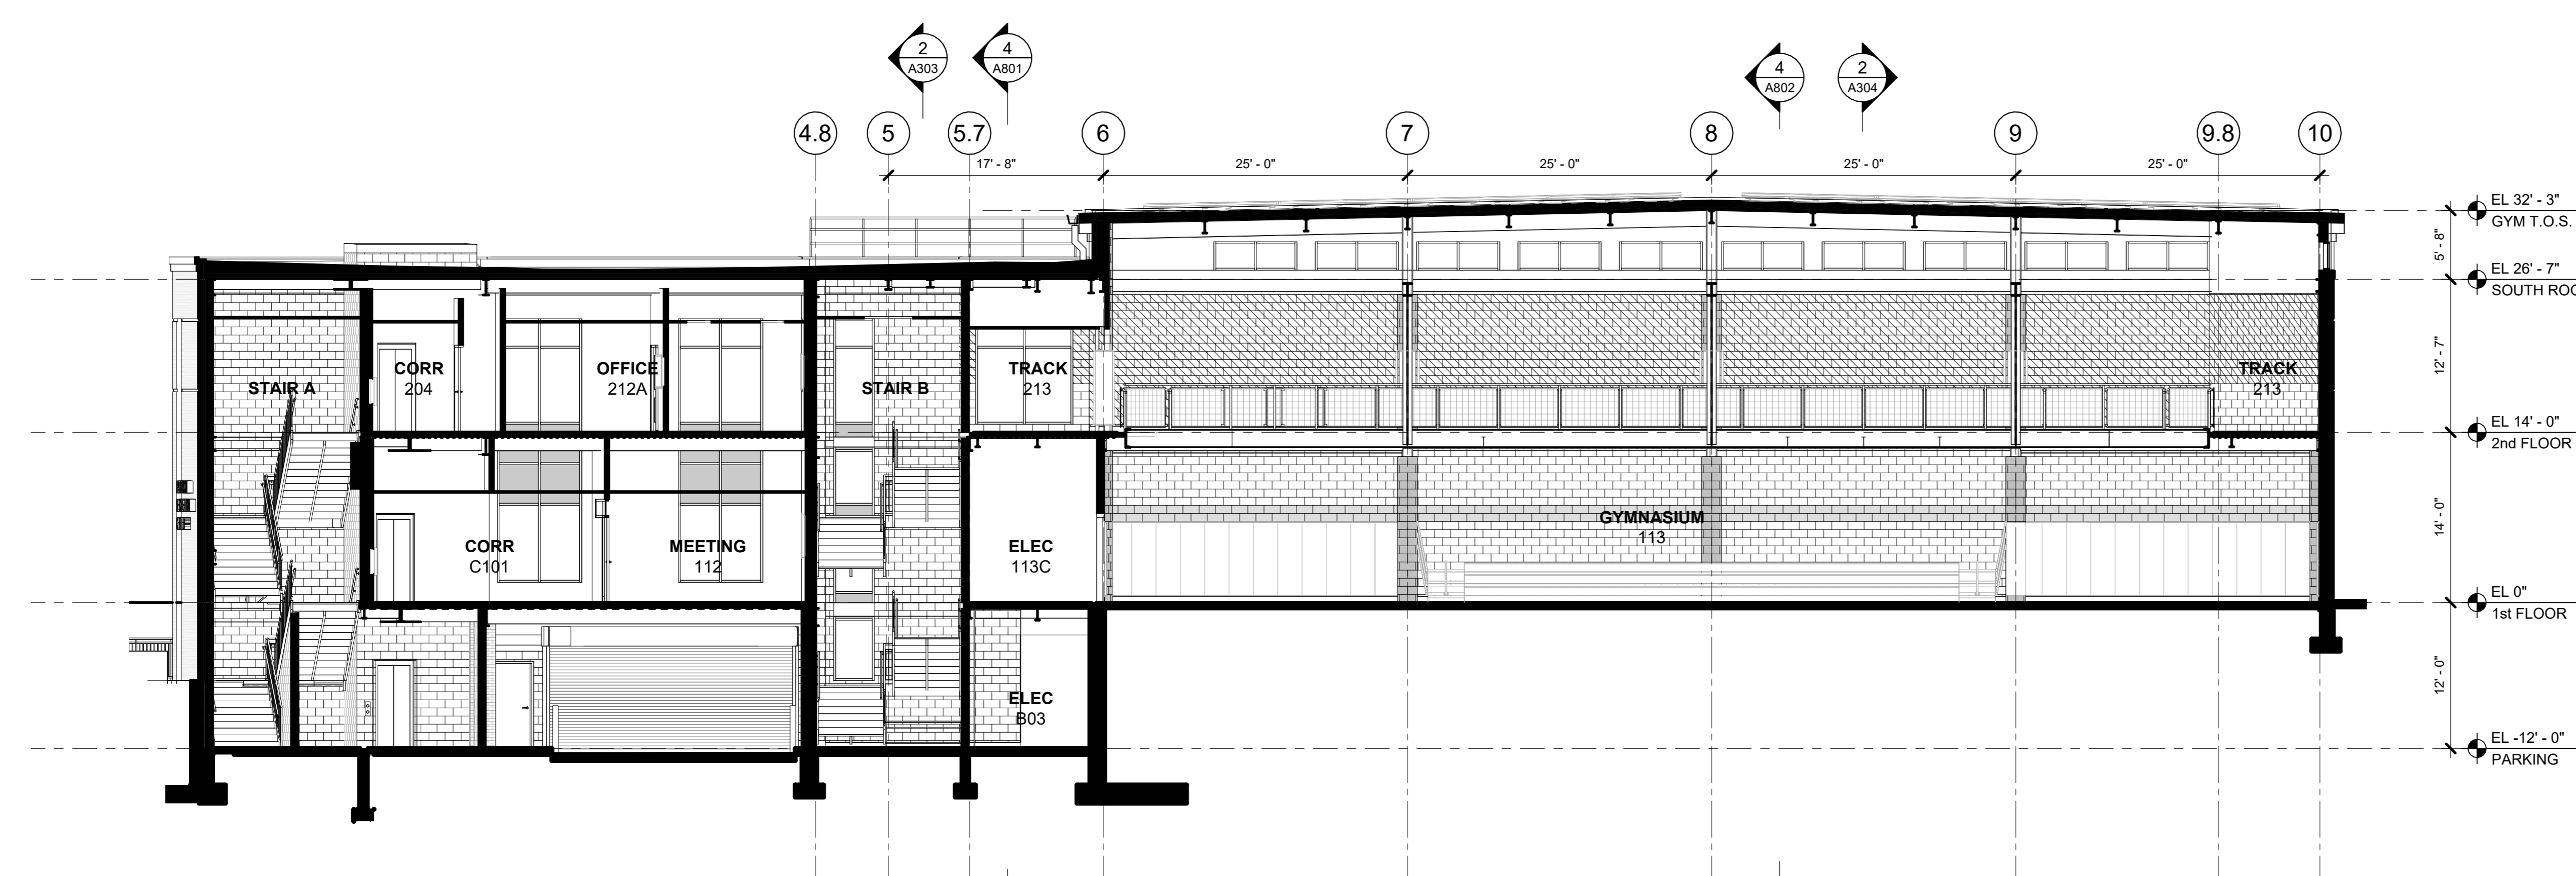 2
A303
4
A801
4
A802
2
A304
4.8
5
5.7
6
7
8
9
9.8
10
17' - 8"
25' - 0"
25' - 0"
25' - 0"
25' - 0"
EL 32' - 3"
GYM T.O.S.
5' - 8"
EL 26' - 7"
SOUTH ROO
12' - 7"
STAIR A
CORR
204
OFFICE
212A
STAIR B
TRACK
213
TRACK
213
EL 14' - 0"
2nd FLOOR
14' - 0"
CORR
C101
MEETING
112
ELEC
113C
GYMNASIUM
113
EL 0"
1st FLOOR
12' - 0"
ELEC
B03
EL -12' - 0"
PARKING